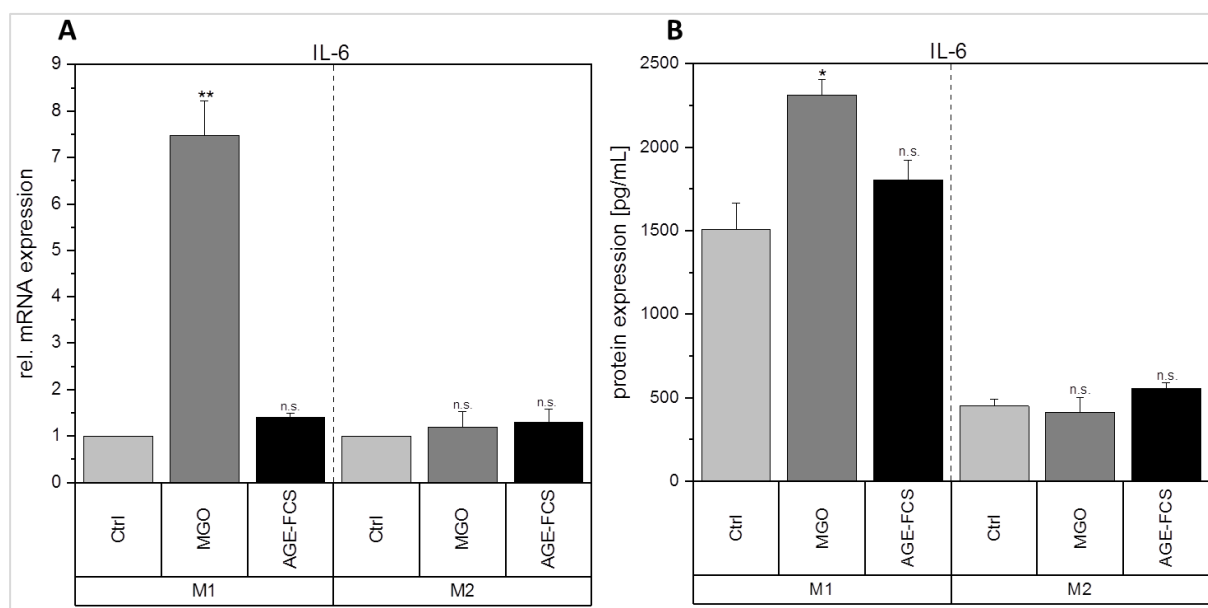 A
IL-6
rel. mRNA expression
9
8
7
6
5
4
3
2
1
0
**
n.s.
n.s.
n.s.
Ctrl
MGO
AGE-FCS
Ctrl
MGO
AGE-FCS
M1
M2
B
IL-6
protein expression [pg/mL]
2500
2000
1500
1000
500
0
*
n.s.
n.s.
n.s.
Ctrl
MGO
AGE-FCS
Ctrl
MGO
AGE-FCS
M1
M2